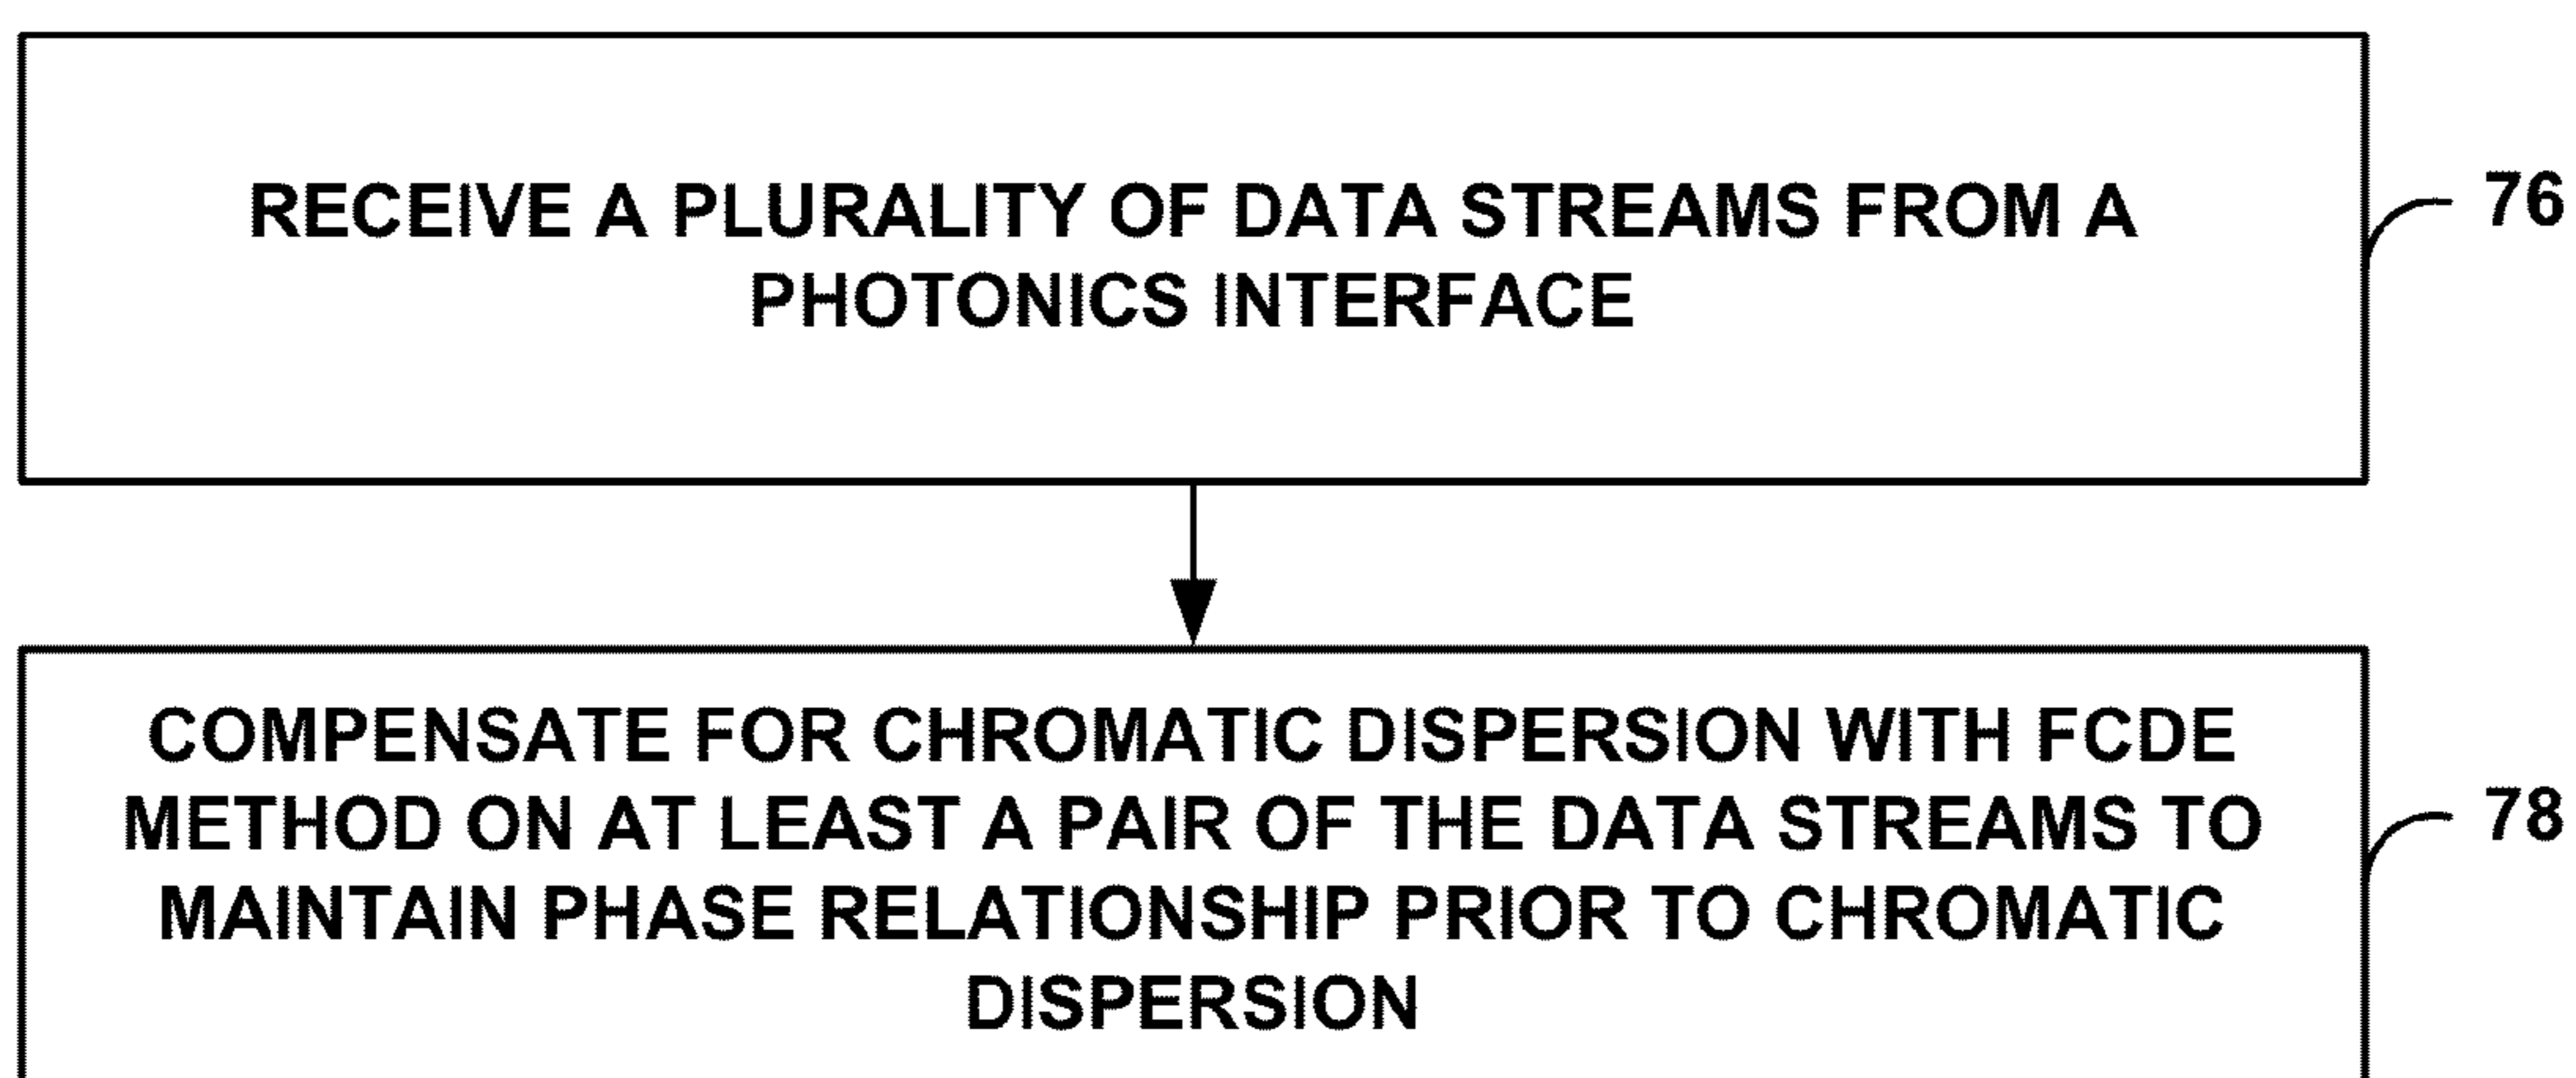 RECEIVE A PLURALITY OF DATA STREAMS FROM A
PHOTONICS INTERFACE
76
COMPENSATE FOR CHROMATIC DISPERSION WITH FCDE
METHOD ON AT LEAST A PAIR OF THE DATA STREAMS TO
MAINTAIN PHASE RELATIONSHIP PRIOR TO CHROMATIC
DISPERSION
78